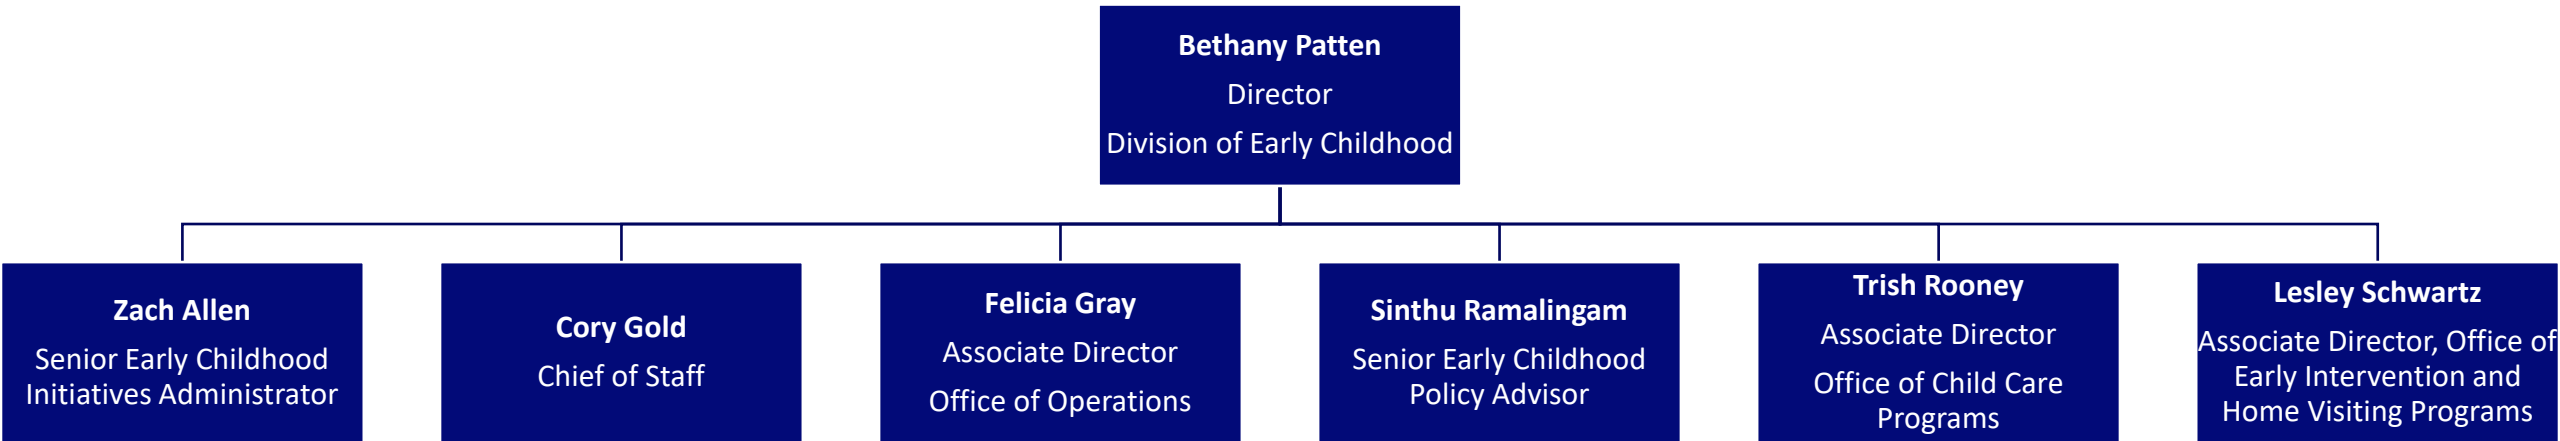 Bethany Patten
Director
Division of Early Childhood
Zach Allen
Senior Early Childhood
Initiatives Administrator
Cory Gold
Chief of Staff
Felicia Gray
Associate Director
Office of Operations
Sinthu Ramalingam
Senior Early Childhood
Policy Advisor
Trish Rooney
Associate Director
Office of Child Care
Programs
Lesley Schwartz
Associate Director, Office of
Early Intervention and
Home Visiting Programs